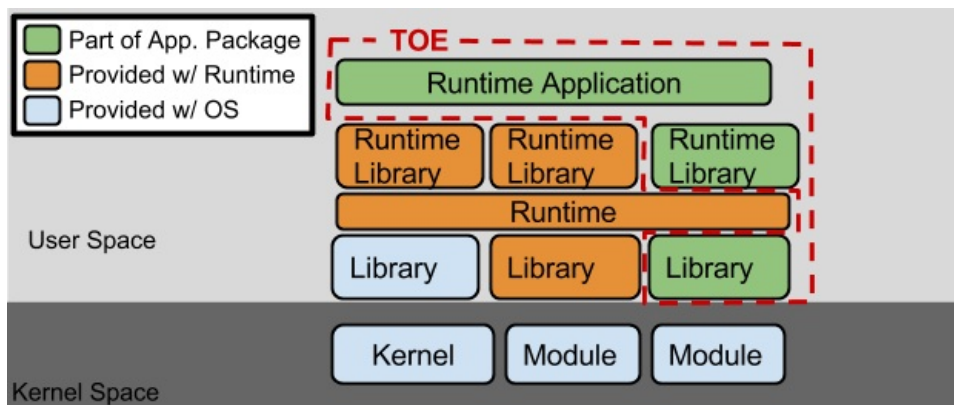 Part of App. Package
Provided w/ Runtime
Provided w/ OS
TOE
Runtime Application
Runtime
Library
Runtime
Library
Runtime
Library
Runtime
User Space
Library
Library
Library
Kernel
Module
Module
Kernel Space